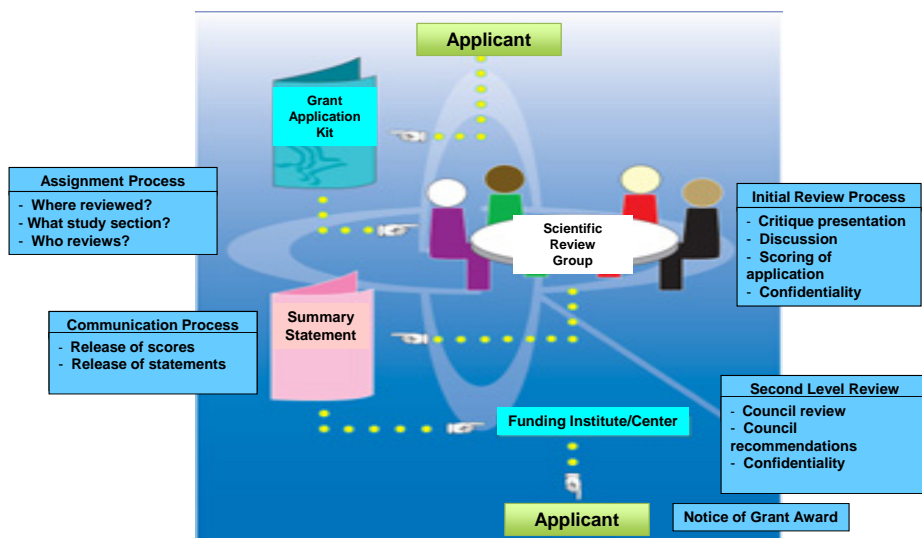 Applicant
Grant
Application
Kit
Assignment Process
- Where reviewed?
- What study section?
- Who reviews?
Scientific
Review
Group
Initial Review Process
- Critique presentation
- Discussion
- Scoring of
application
- Confidentiality
Summary
Statement
Communication Process
- Release of scores
- Release of statements
Second Level Review
- Council review
- Council
recommendations
- Confidentiality
Funding Institute/Center
Applicant
Notice of Grant Award